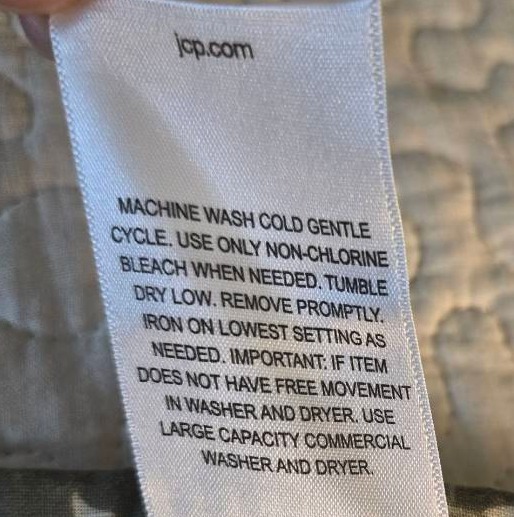 jcp.com
MACHINE WASH COLD GENTLE
CYCLE. USE ONLY NON-CHLORINE
BLEACH WHEN NEEDED. TUMBLE
DRY LOW. REMOVE PROMPTLY.
IRON ON LOWEST SETTING AS
NEEDED. IMPORTANT: IF ITEM
DOES NOT HAVE FREE MOVEMENT
IN WASHER AND DRYER. USE
LARGE CAPACITY COMMERCIAL
WASHER AND DRYER.